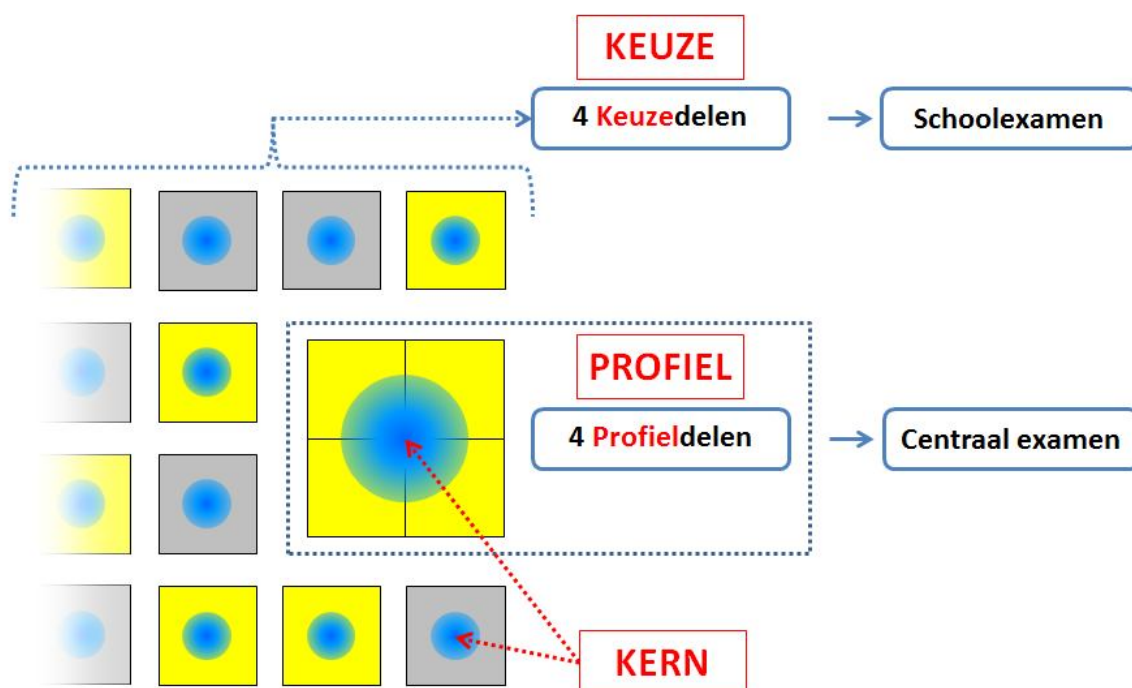 KEUZE
4 Keuzedelen
Schoolexamen
PROFIEL
4 Profieldelen
Centraal examen
KERN